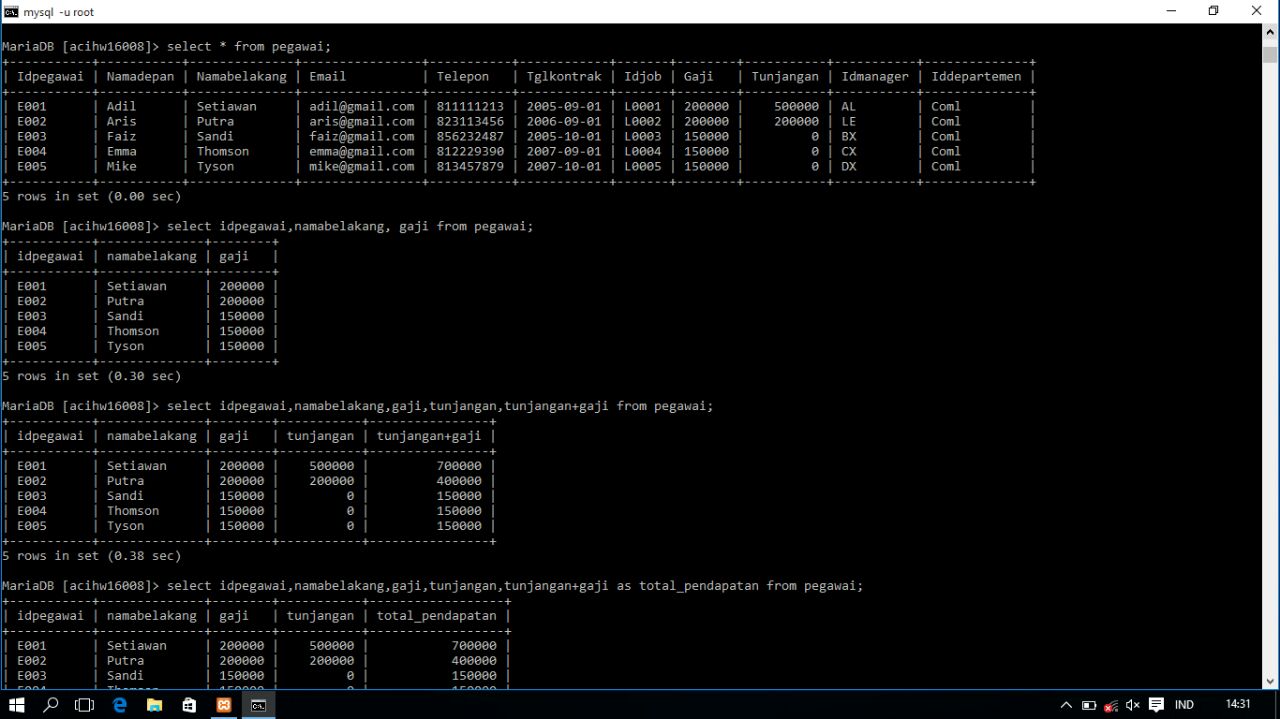 mysql -u root
MariaDB [acihw16008]> select * from pegawai;
+-----------+-----------+--------------+----------------+-----------+-------------+--------+--------+-----------+-----------+--------------+
| Idpegawai | Namadepan | Namabelakang | Email          | Telepon   | Tglkontrak | Idjob | Gaji   | Tunjangan | Idmanager | Iddepartemen |
+-----------+-----------+--------------+----------------+-----------+-------------+--------+--------+-----------+-----------+--------------+
| E001      | Adil      | Setiawan     | adil@gmail.com | 811111213 | 2005-09-01 | L0001 | 200000 |    500000 | AL        | Coml         |
| E002      | Aris      | Putra        | aris@gmail.com | 823113456 | 2006-09-01 | L0002 | 200000 |    200000 | LE        | Coml         |
| E003      | Faiz      | Sandi        | faiz@gmail.com | 856232487 | 2005-10-01 | L0003 | 150000 |         0 | BX        | Coml         |
| E004      | Emma      | Thomson      | emma@gmail.com | 812229390 | 2007-09-01 | L0004 | 150000 |         0 | CX        | Coml         |
| E005      | Mike      | Tyson        | mike@gmail.com | 813457879 | 2007-10-01 | L0005 | 150000 |         0 | DX        | Coml         |
+-----------+-----------+--------------+----------------+-----------+-------------+--------+--------+-----------+-----------+--------------+
5 rows in set (0.00 sec)
MariaDB [acihw16008]> select idpegawai,namabelakang, gaji from pegawai;
+-----------+--------------+--------+
| idpegawai | namabelakang | gaji   |
+-----------+--------------+--------+
| E001      | Setiawan     | 200000 |
| E002      | Putra        | 200000 |
| E003      | Sandi        | 150000 |
| E004      | Thomson      | 150000 |
| E005      | Tyson        | 150000 |
+-----------+--------------+--------+
5 rows in set (0.30 sec)
MariaDB [acihw16008]> select idpegawai,namabelakang,gaji,tunjangan,tunjangan+gaji from pegawai;
+-----------+--------------+--------+-----------+----------------+
| idpegawai | namabelakang | gaji   | tunjangan | tunjangan+gaji |
+-----------+--------------+--------+-----------+----------------+
| E001      | Setiawan     | 200000 |    500000 |         700000 |
| E002      | Putra        | 200000 |    200000 |         400000 |
| E003      | Sandi        | 150000 |         0 |         150000 |
| E004      | Thomson      | 150000 |         0 |         150000 |
| E005      | Tyson        | 150000 |         0 |         150000 |
+-----------+--------------+--------+-----------+----------------+
5 rows in set (0.38 sec)
MariaDB [acihw16008]> select idpegawai,namabelakang,gaji,tunjangan,tunjangan+gaji as total_pendapatan from pegawai;
+-----------+--------------+--------+-----------+------------------+
| idpegawai | namabelakang | gaji   | tunjangan | total_pendapatan |
+-----------+--------------+--------+-----------+------------------+
| E001      | Setiawan     | 200000 |    500000 |           700000 |
| E002      | Putra        | 200000 |    200000 |           400000 |
| E003      | Sandi        | 150000 |         0 |           150000 |
IND
14:31